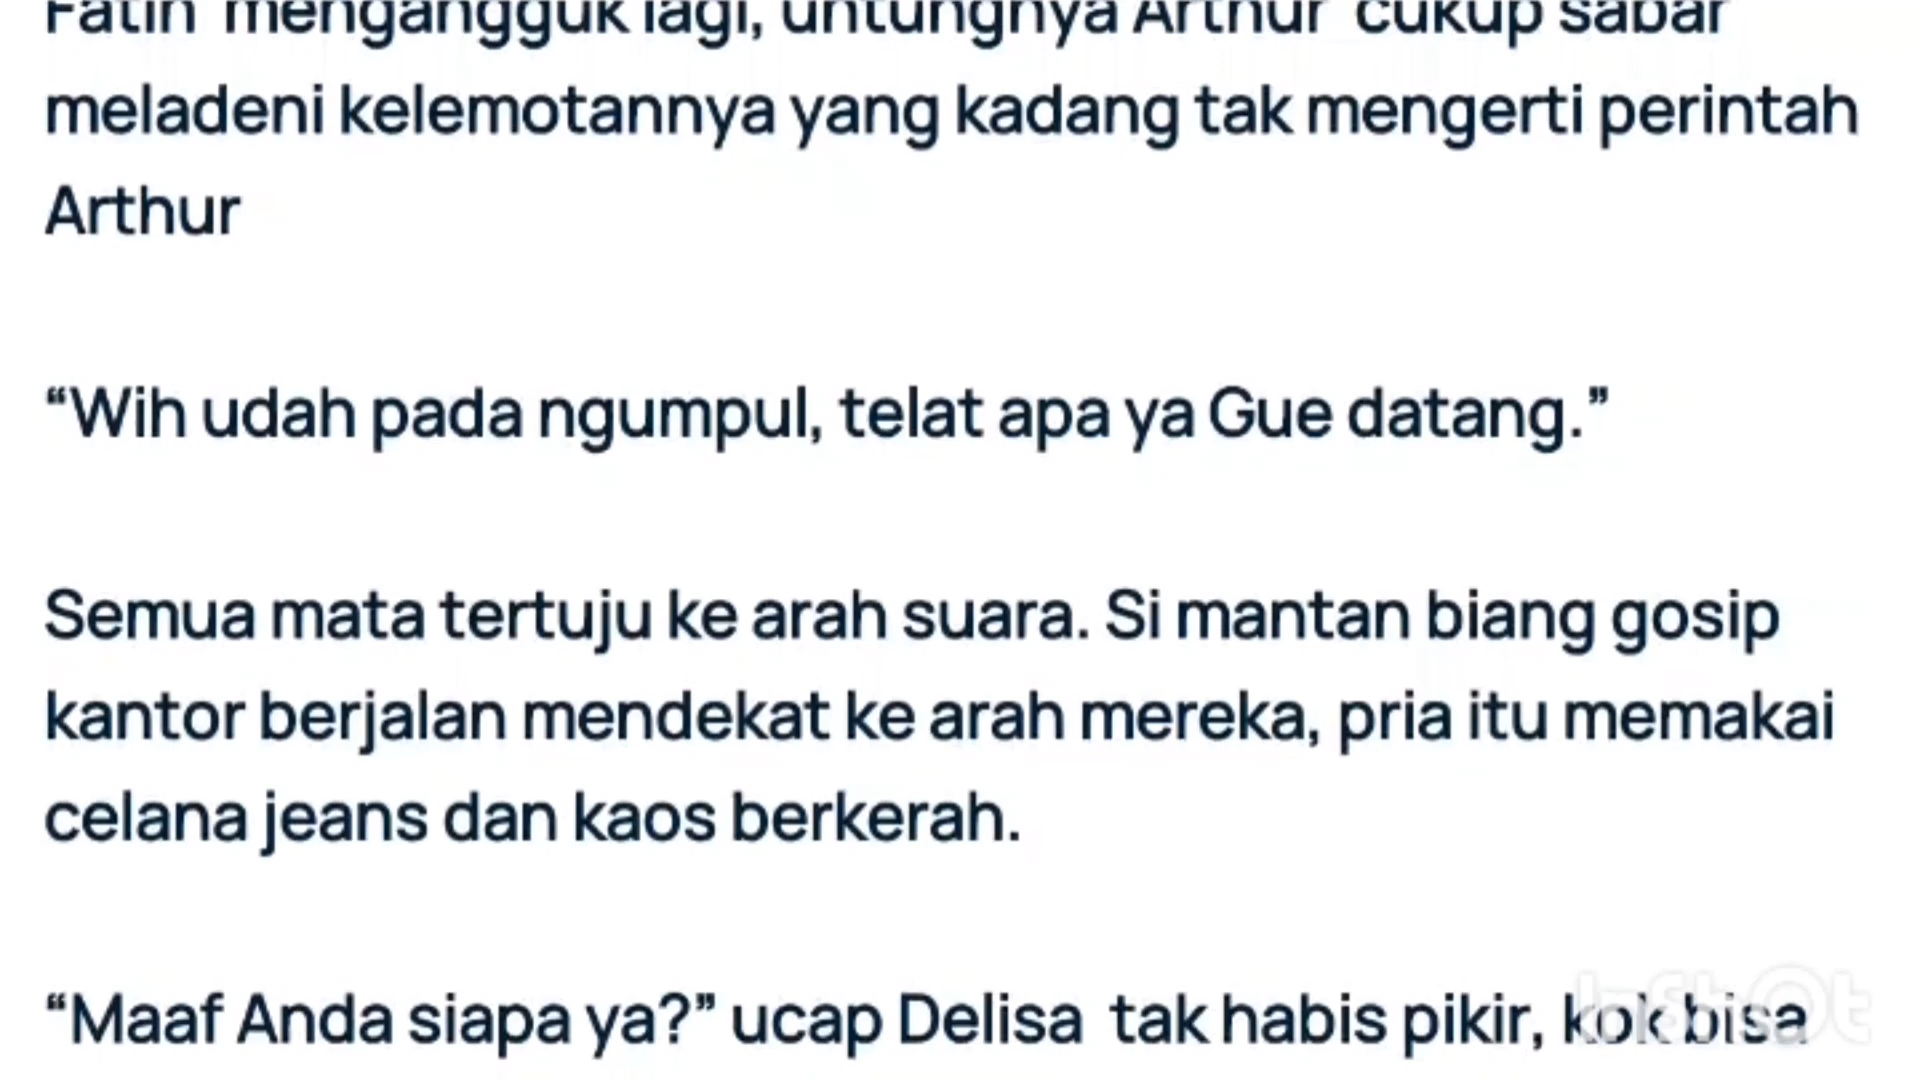 Fatin mengangguk lagi, untungnya Arthur cukup sabar
meladeni kelemotannya yang kadang tak mengerti perintah
Arthur
“Wih udah pada ngumpul, telat apa ya Gue datang.”
Semua mata tertuju ke arah suara. Si mantan biang gosip
kantor berjalan mendekat ke arah mereka, pria itu memakai
celana jeans dan kaos berkerah.
“Maaf Anda siapa ya?” ucap Delisa tak habis pikir, kok bisa
InShOt